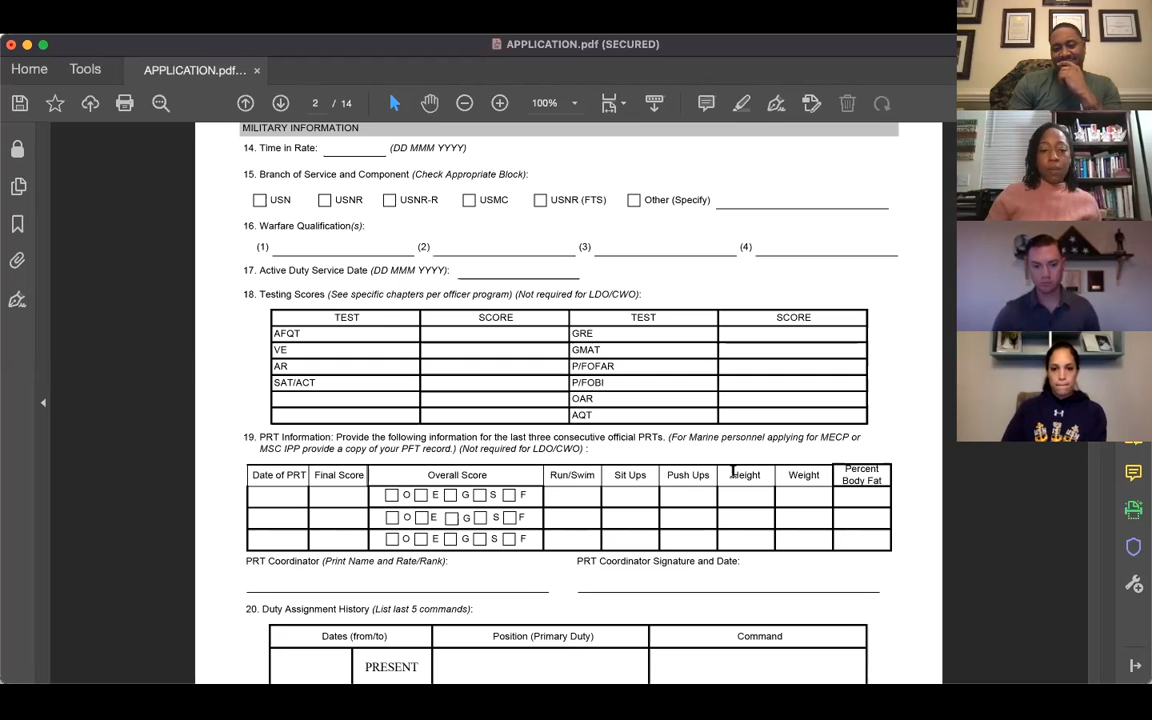 APPLICATION.pdf (SECURED)
Home Tools APPLICATION.pdf... ×
2 / 14 100%
MILITARY INFORMATION
14. Time in Rate: (DD MMM YYYY)
15. Branch of Service and Component (Check Appropriate Block):
USN USNR USNR-R USMC USNR (FTS) Other (Specify)
16. Warfare Qualification(s):
(1) (2) (3) (4)
17. Active Duty Service Date (DD MMM YYYY):
18. Testing Scores (See specific chapters per officer program) (Not required for LDO/CWO):
TEST SCORE TEST SCORE
AFQT GRE
VE GMAT
AR P/FOFAR
SAT/ACT P/FOBI
OAR
AQT
19. PRT Information: Provide the following information for the last three consecutive official PRTs. (For Marine personnel applying for MECP or
MSC IPP provide a copy of your PFT record.) (Not required for LDO/CWO) :
Date of PRT Final Score Overall Score Run/Swim Sit Ups Push Ups Height Weight Percent
Body Fat
O E G S F
O E G S F
O E G S F
PRT Coordinator (Print Name and Rate/Rank): PRT Coordinator Signature and Date:
20. Duty Assignment History (List last 5 commands):
Dates (from/to) Position (Primary Duty) Command
PRESENT